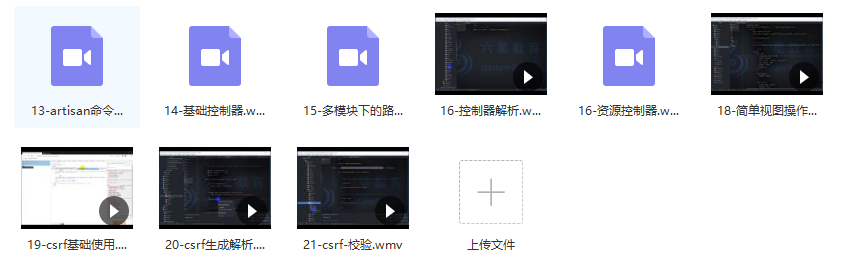 13-artisan命令...
14-基础控制器.w...
15-多模块下的路...
16-控制器解析.w...
16-资源控制器.w...
18-简单视图操作...
19-csrf基础使用....
20-csrf生成解析....
21-csrf-校验.wmv
上传文件